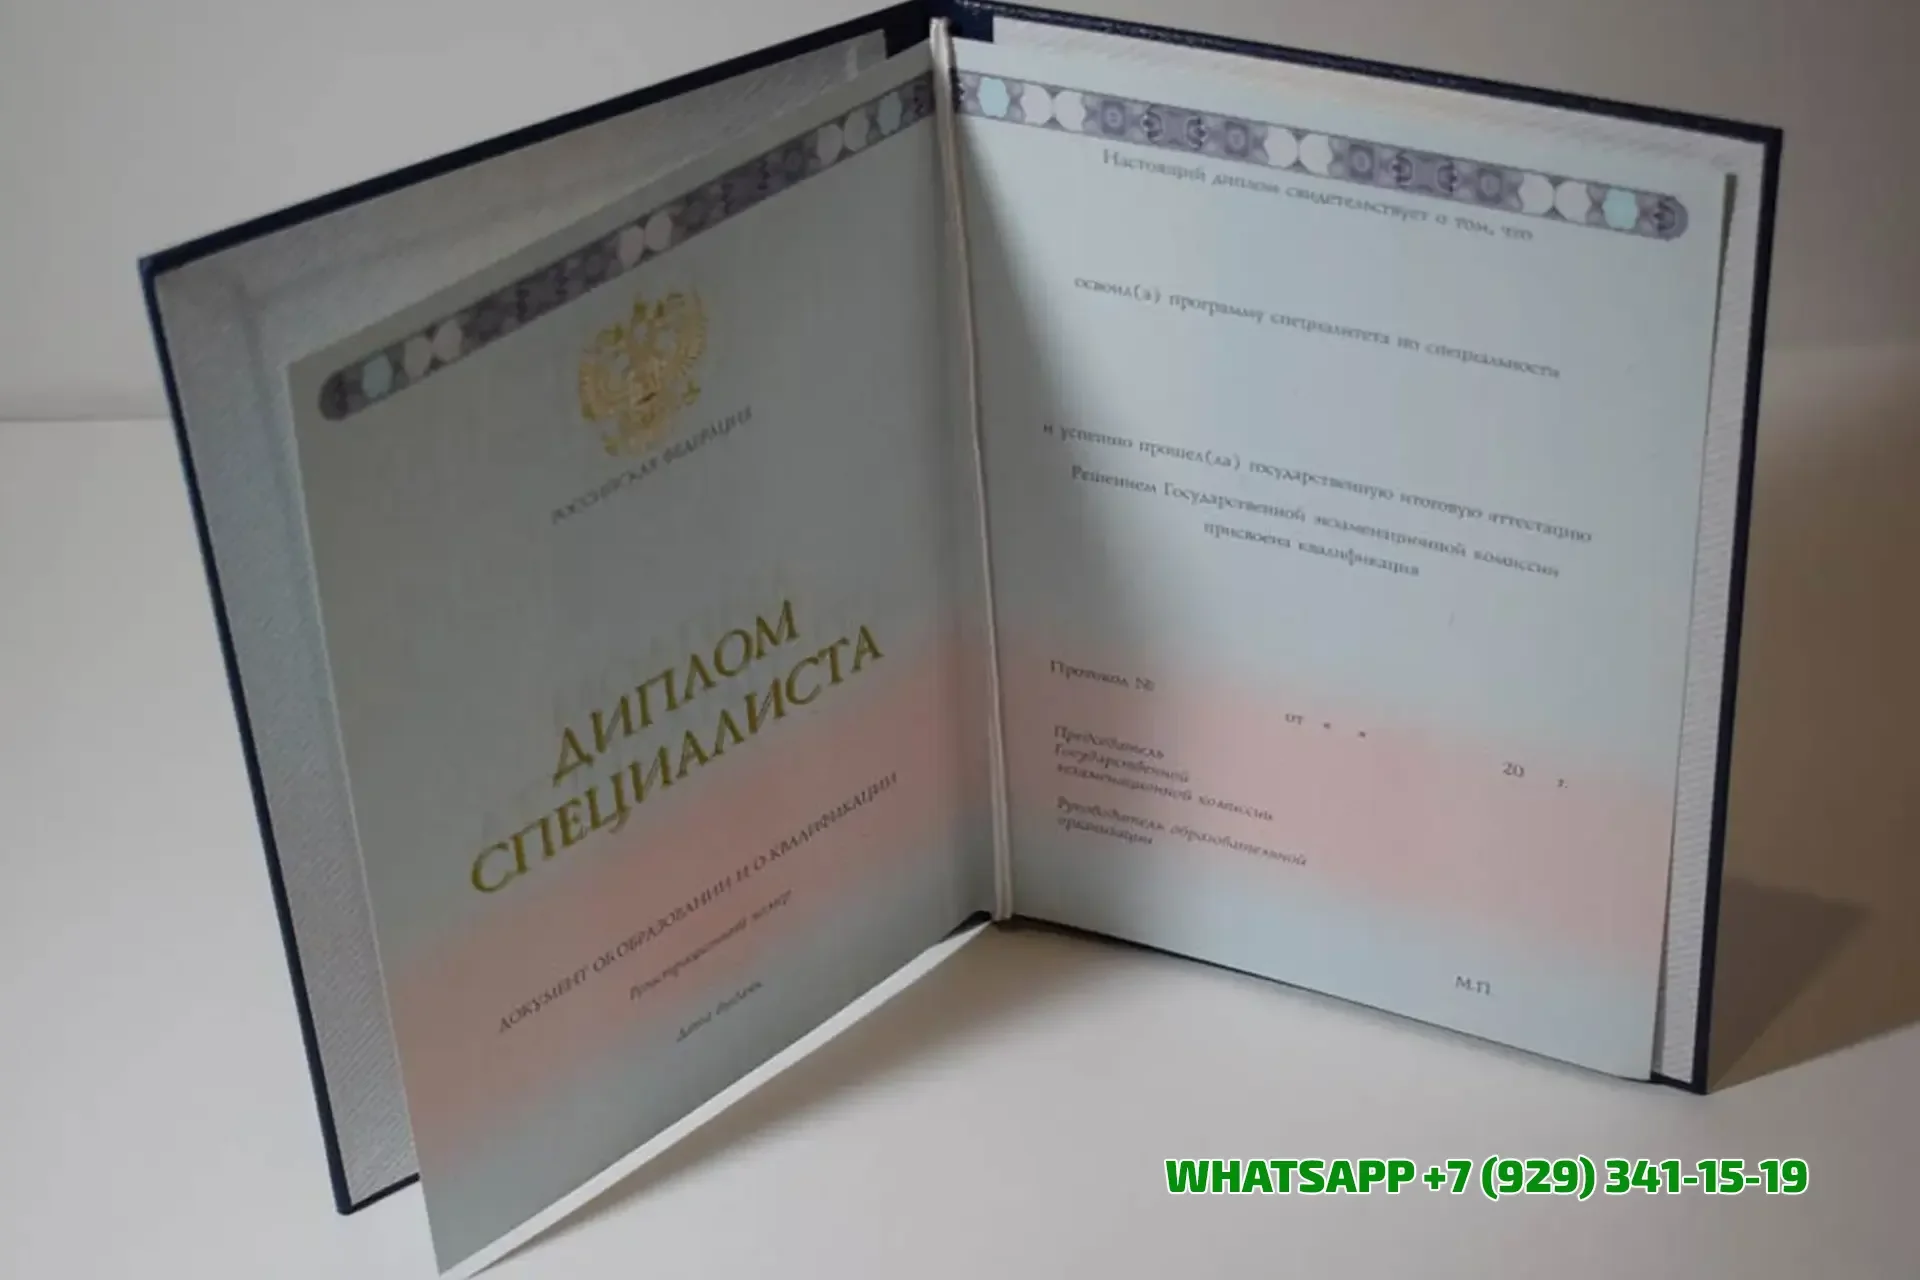 РОССИЙСКАЯ ФЕДЕРАЦИЯ
ДИПЛОМ
СПЕЦИАЛИСТА
ДОКУМЕНТ ОБ ОБРАЗОВАНИИ И О КВАЛИФИКАЦИИ
Регистрационный номер
Дата выдачи
Настоящий диплом свидетельствует о том, что
освоил(а) программу специалитета по специальности
и успешно прошел(ла) государственную итоговую аттестацию
Решением Государственной экзаменационной комиссии
присвоена квалификация
Протокол №
от « »
20 г.
Председатель
Государственной
экзаменационной комиссии
Руководитель образовательной
организации
М.П.
WHATSAPP +7 (929) 341-15-19